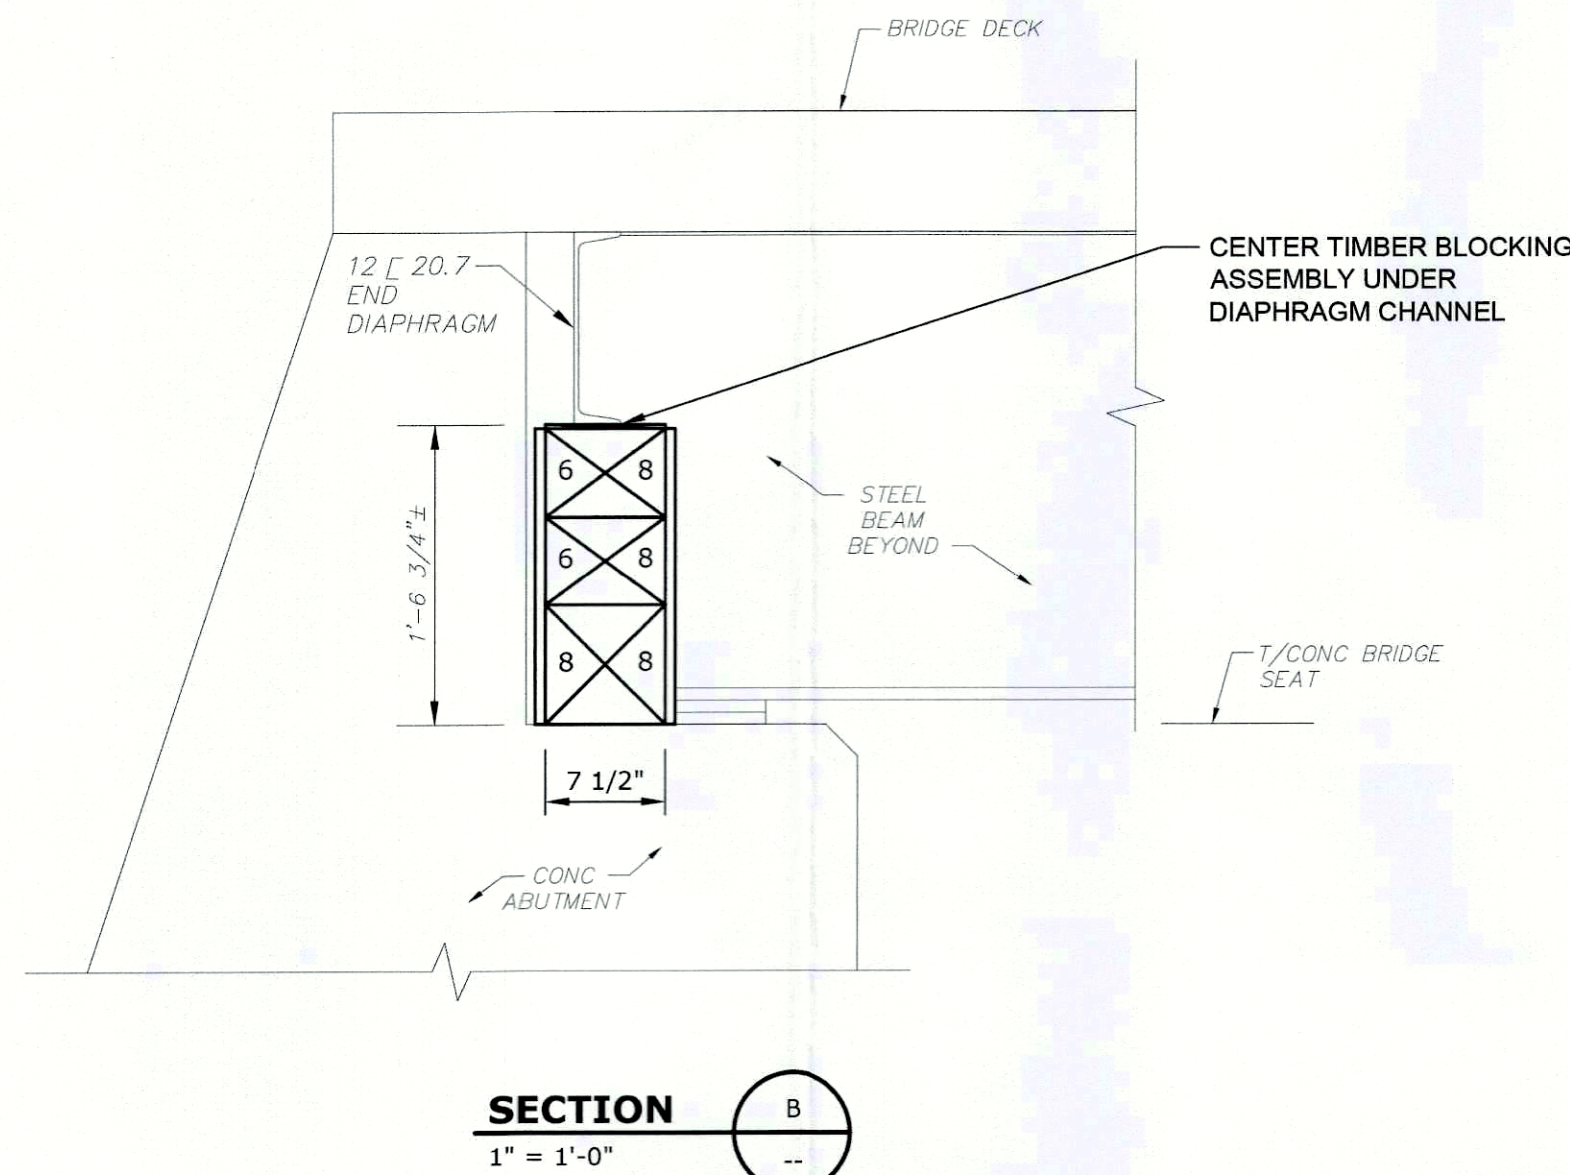 BRIDGE DECK
12 [ 20.7
END
DIAPHRAGM
CENTER TIMBER BLOCKING
ASSEMBLY UNDER
DIAPHRAGM CHANNEL
6 8
6 8
8 8
1'-6 3/4"±
STEEL
BEAM
BEYOND
T/CONC BRIDGE
SEAT
7 1/2"
CONC
ABUTMENT
SECTION
1" = 1'-0"
B
--